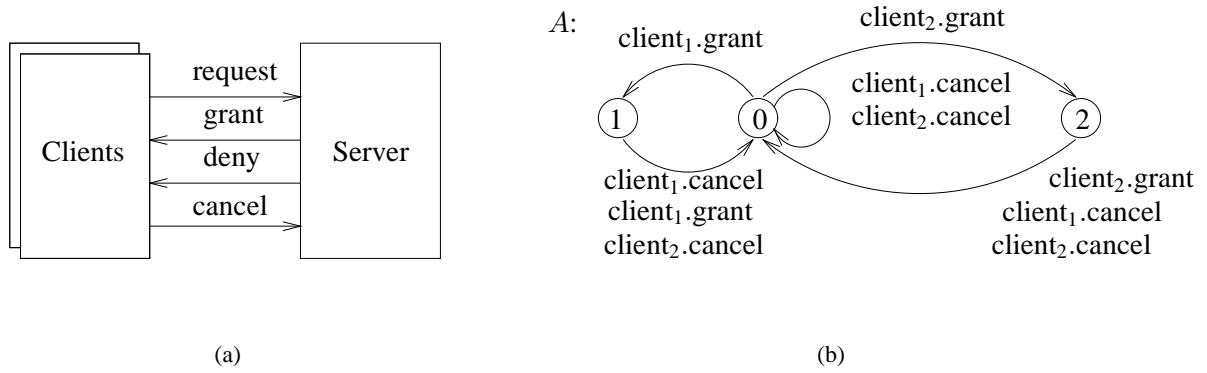 request
grant
deny
cancel
Clients
Server
(a)
A:
client₁.grant
client₂.grant
client₁.cancel
client₂.cancel
1
0
2
client₁.cancel
client₁.grant
client₂.cancel
client₂.grant
client₁.cancel
client₂.cancel
(b)